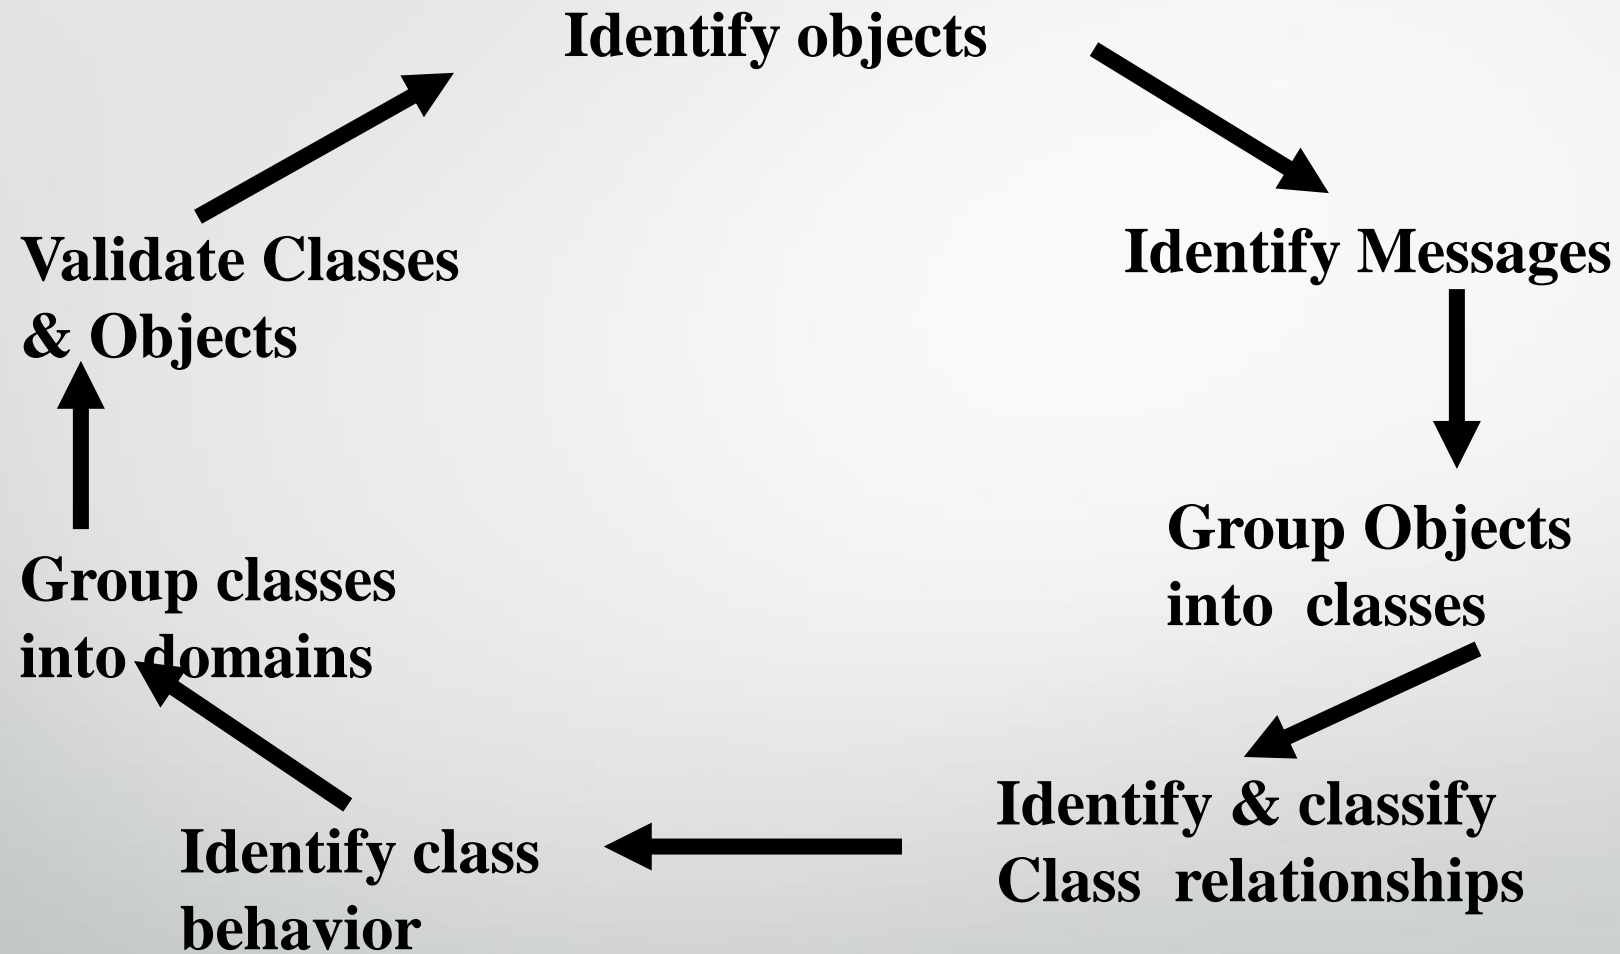 Identify objects
Identify Messages
Group Objects
into classes
Identify & classify
Class relationships
Identify class
behavior
Group classes
into domains
Validate Classes
& Objects